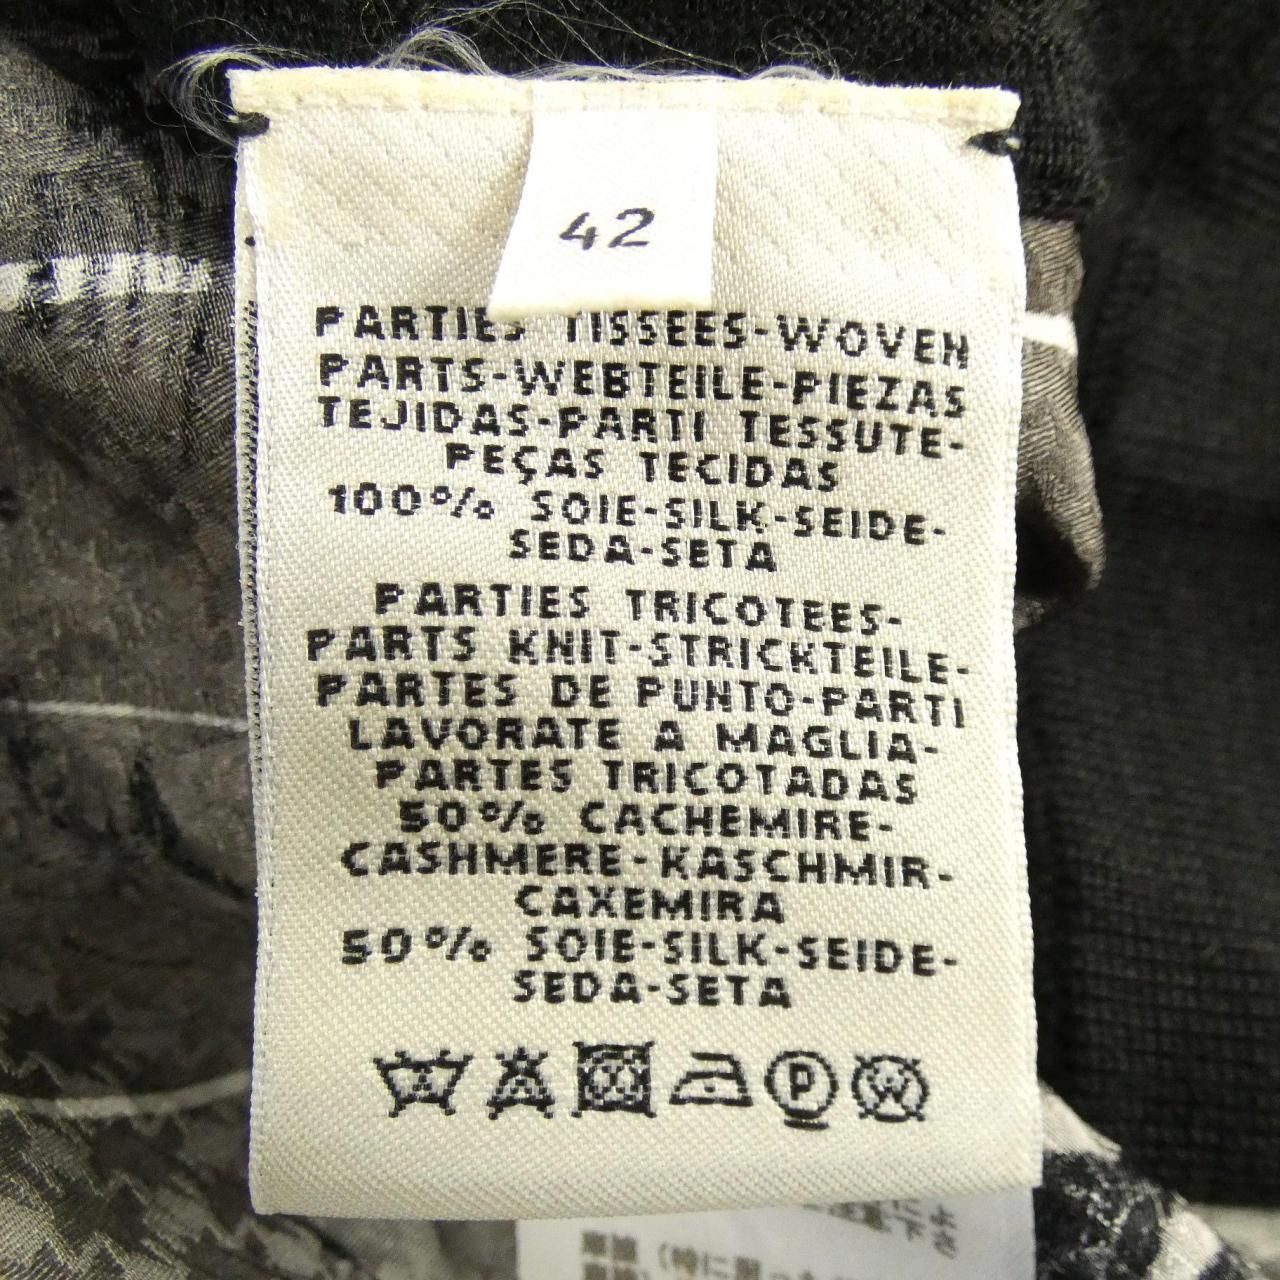 42
PARTIES TISSEES-WOVEN
PARTS-WEBTEILE-PIEZAS
TEJIDAS-PARTI TESSUTE-
PEÇAS TECIDAS
100% SOIE-SILK-SEIDE-
SEDA-SETA
PARTIES TRICOTEES-
PARTS KNIT-STRICKTEILE-
PARTES DE PUNTO-PARTI
LAVORATE A MAGLIA-
PARTES TRICOTADAS
50% CACHEMIRE-
CASHMERE-KASCHMIR-
CAXEMIRA
50% SOIE-SILK-SEIDE-
SEDA-SETA
P W